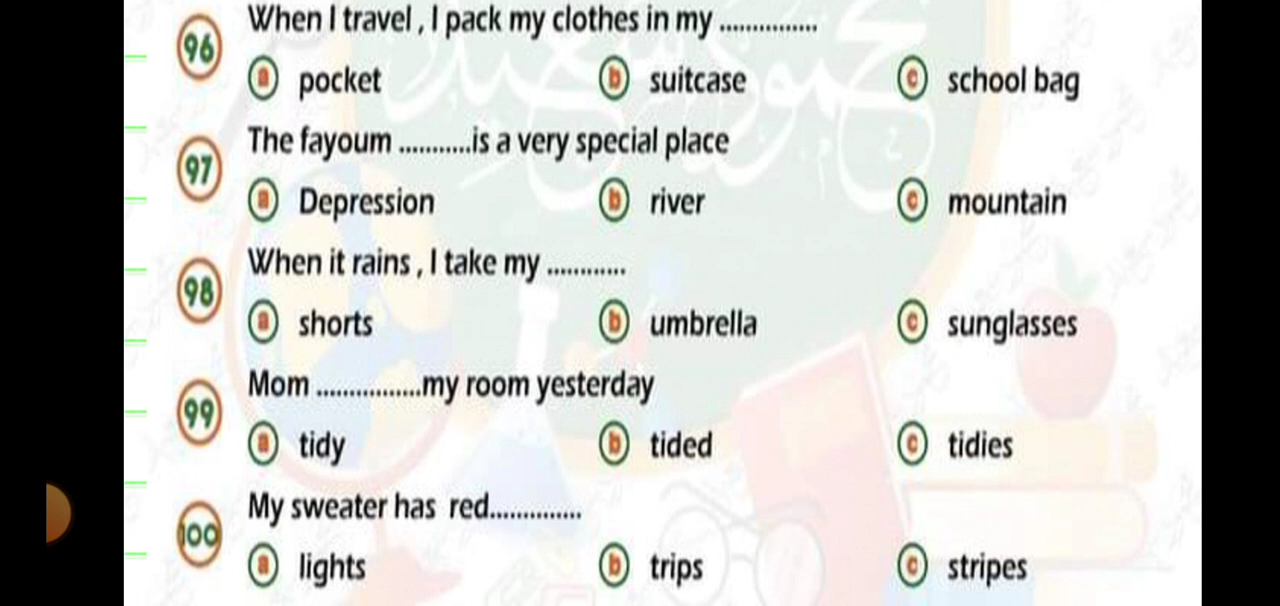 96 When I travel , I pack my clothes in my ...............
a pocket b suitcase c school bag
97 The fayoum ...........is a very special place
a Depression b river c mountain
98 When it rains , I take my ............
a shorts b umbrella c sunglasses
99 Mom ................my room yesterday
a tidy b tided c tidies
100 My sweater has red..............
a lights b trips c stripes